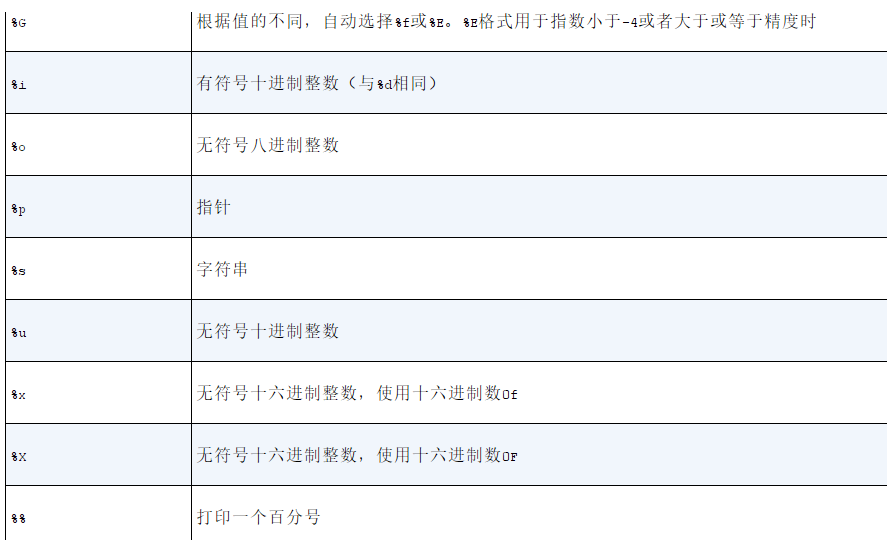 %G 根据值的不同，自动选择%f或%E。%E格式用于指数小于-4或者大于或等于精度时
%i 有符号十进制整数（与%d相同）
%o 无符号八进制整数
%p 指针
%s 字符串
%u 无符号十进制整数
%x 无符号十六进制整数，使用十六进制数0f
%X 无符号十六进制整数，使用十六进制数0F
%% 打印一个百分号